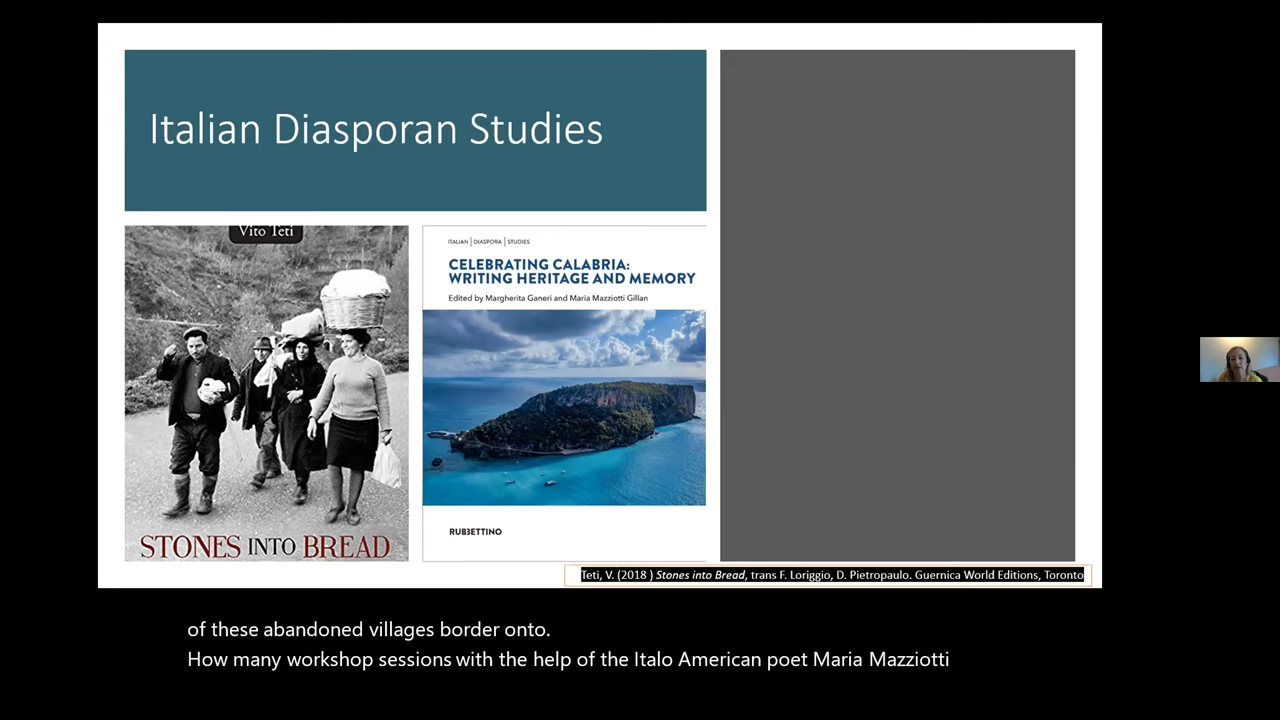 Italian Diasporan Studies
Vito Teti
STONES INTO BREAD
ITALIAN | DIASPORA | STUDIES
CELEBRATING CALABRIA:
WRITING HERITAGE AND MEMORY
Edited by Margherita Ganeri and Maria Mazziotti Gillan
RUBBETTINO
Teti, V. (2018 ) Stones into Bread, trans F. Loriggio, D. Pietropaulo. Guernica World Editions, Toronto
of these abandoned villages border onto.
How many workshop sessions with the help of the Italo American poet Maria Mazziotti